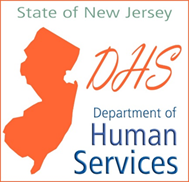 State of New Jersey
DHS
Department of
Human
Services